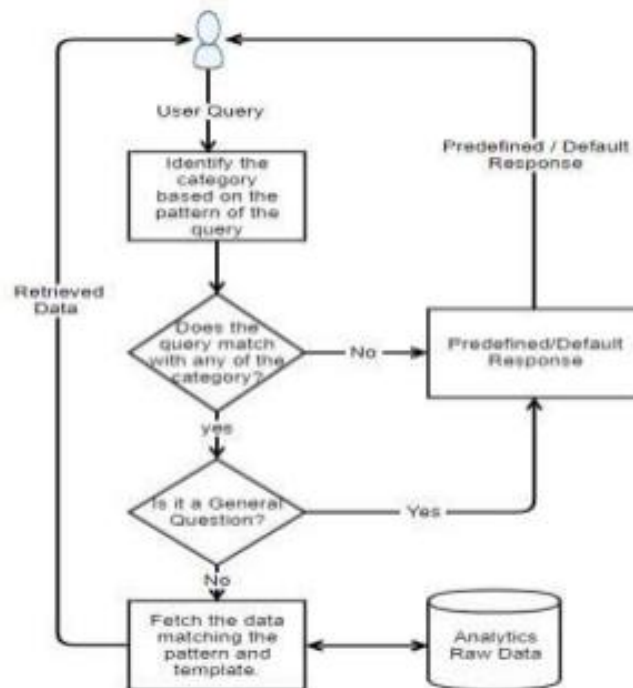 User Query
Identify the
category
based on the
pattern of the
query
Predefined / Default
Response
Retrieved
Data
Does the
query match
with any of the
category?
No
Predefined/Default
Response
yes
Is it a General
Question?
Yes
No
Fetch the data
matching the
pattern and
template.
Analytics
Raw Data